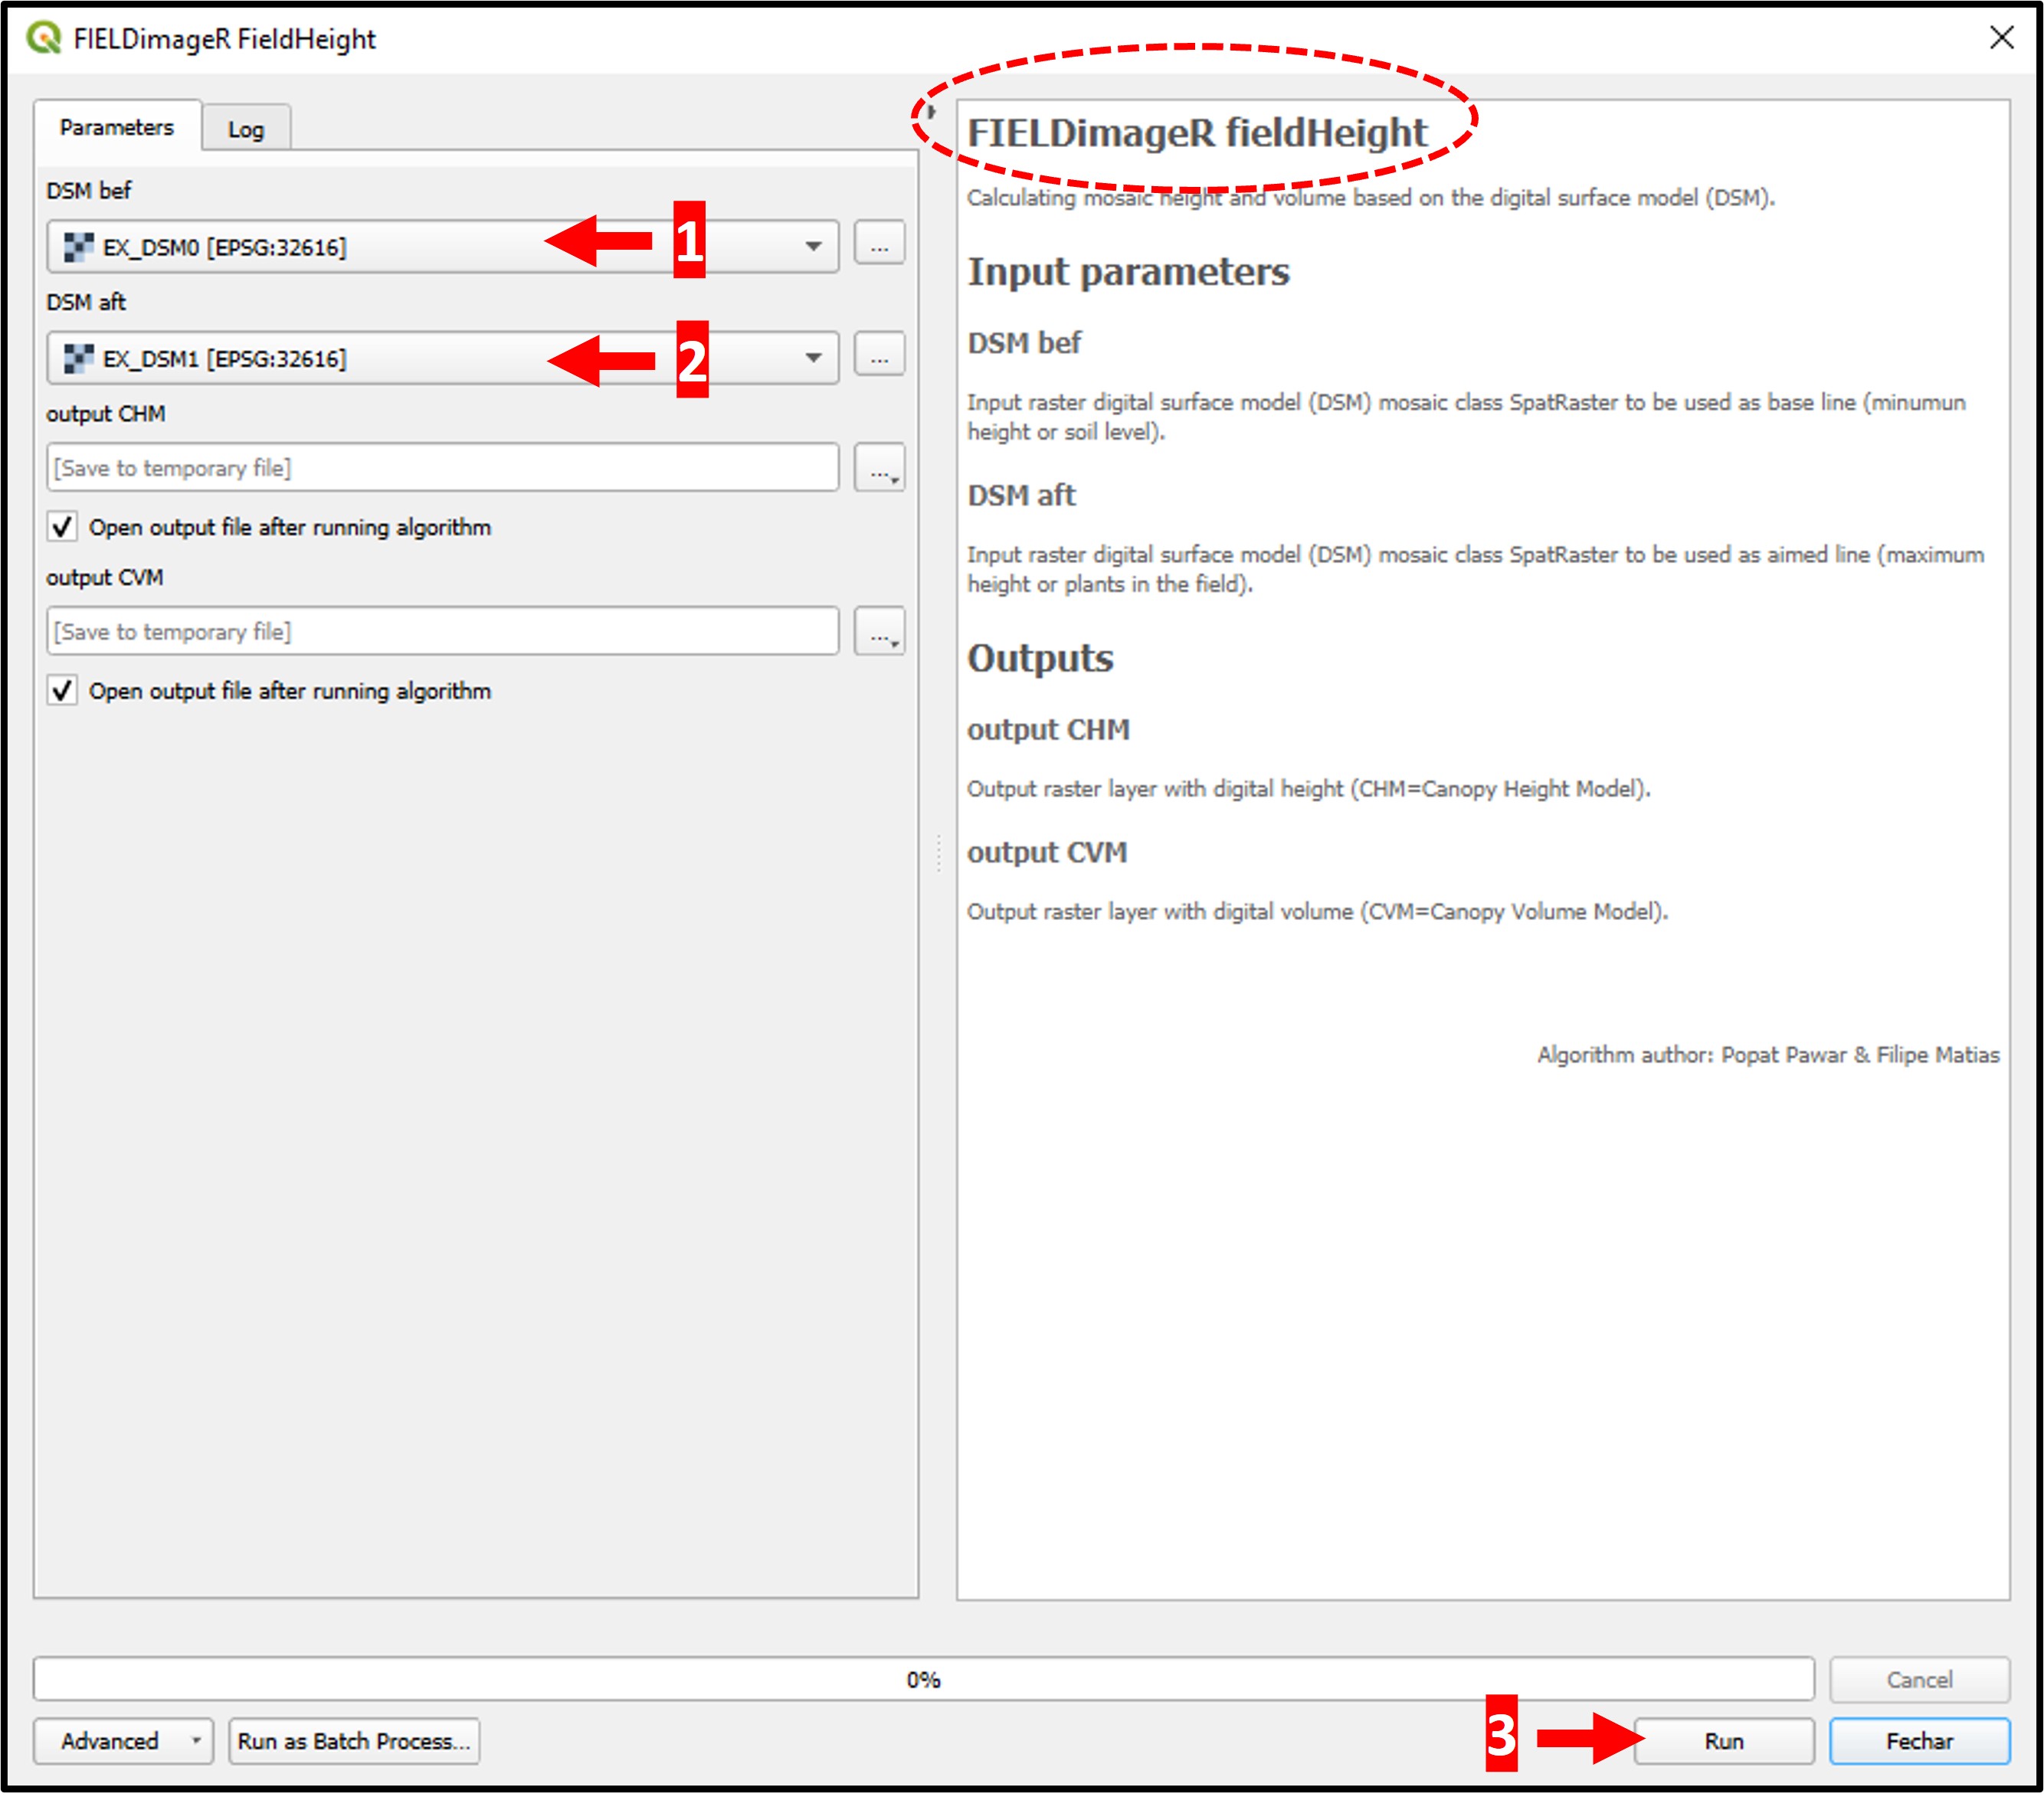 FIELDimageR FieldHeight
Parameters
Log
DSM bef
EX_DSM0 [EPSG:32616]
1
...
DSM aft
EX_DSM1 [EPSG:32616]
2
...
output CHM
[Save to temporary file]
...
Open output file after running algorithm
output CVM
[Save to temporary file]
...
Open output file after running algorithm
FIELDimageR fieldHeight
Calculating mosaic height and volume based on the digital surface model (DSM).
Input parameters
DSM bef
Input raster digital surface model (DSM) mosaic class SpatRaster to be used as base line (minumun
height or soil level).
DSM aft
Input raster digital surface model (DSM) mosaic class SpatRaster to be used as aimed line (maximum
height or plants in the field).
Outputs
output CHM
Output raster layer with digital height (CHM=Canopy Height Model).
output CVM
Output raster layer with digital volume (CVM=Canopy Volume Model).
Algorithm author: Popat Pawar & Filipe Matias
0%
Cancel
Advanced
Run as Batch Process...
3
Run
Fechar